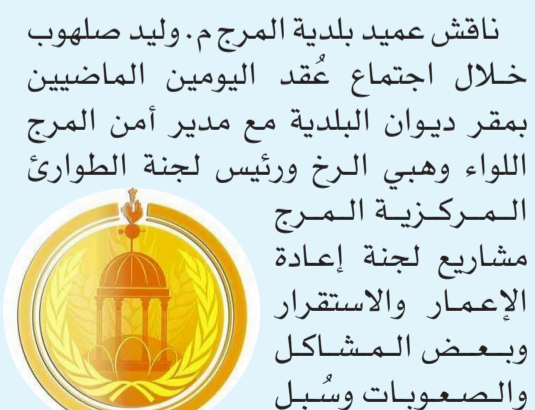 ناقش عميد بلدية المرج م. وليد صلهوب
خلال اجتماع عُقد اليومين الماضيين
بمقر ديوان البلدية مع مدير أمن المرج
اللواء وهبي الرخ ورئيس لجنة الطوارئ
المركزية المرج
مشاريع لجنة إعادة
الإعمار والاستقرار
وبعض المشاكل
والصعوبات وسُبل